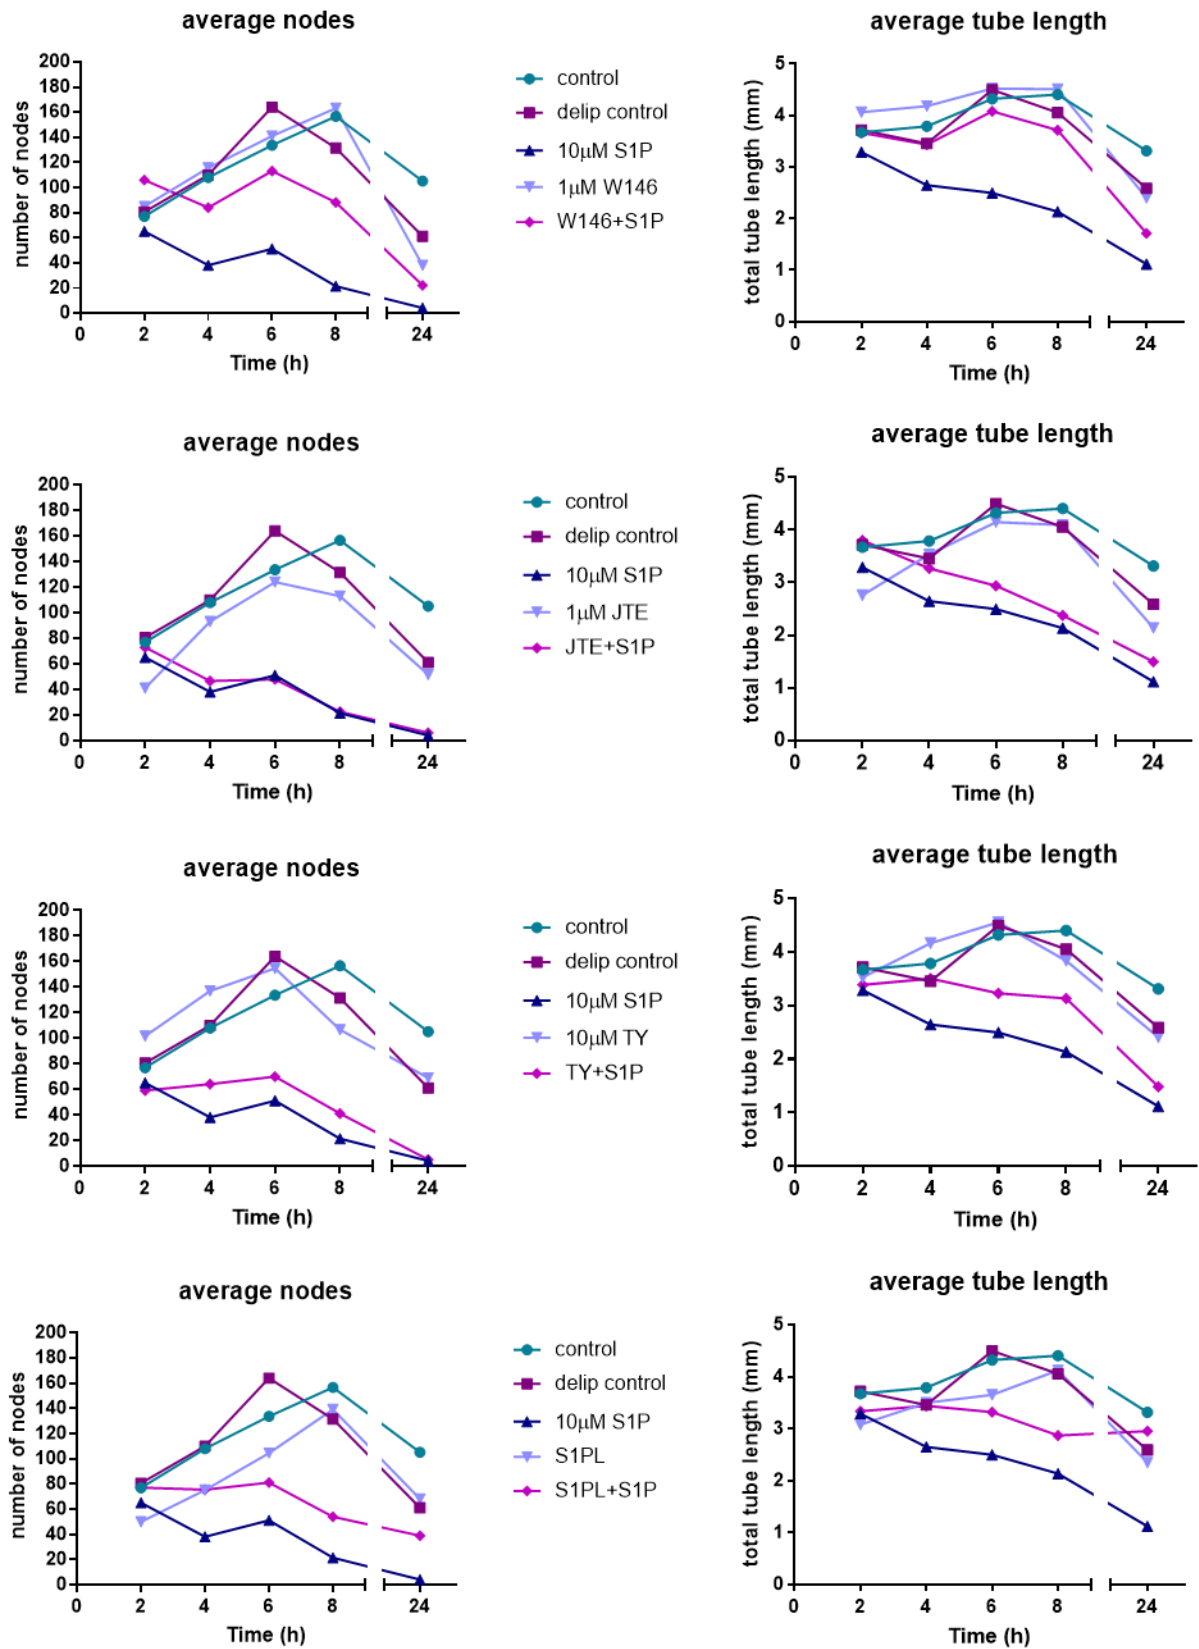 average nodes
number of nodes
200
180
160
140
120
100
80
60
40
20
0
0 2 4 6 8 24
Time (h)
control
delip control
10μM S1P
1μM W146
W146+S1P
average tube length
total tube length (mm)
5
4
3
2
1
0
0 2 4 6 8 24
Time (h)
average nodes
number of nodes
200
180
160
140
120
100
80
60
40
20
0
0 2 4 6 8 24
Time (h)
control
delip control
10μM S1P
1μM JTE
JTE+S1P
average tube length
total tube length (mm)
5
4
3
2
1
0
0 2 4 6 8 24
Time (h)
average nodes
number of nodes
200
180
160
140
120
100
80
60
40
20
0
0 2 4 6 8 24
Time (h)
control
delip control
10μM S1P
10μM TY
TY+S1P
average tube length
total tube length (mm)
5
4
3
2
1
0
0 2 4 6 8 24
Time (h)
average nodes
number of nodes
200
180
160
140
120
100
80
60
40
20
0
0 2 4 6 8 24
Time (h)
control
delip control
10μM S1P
S1PL
S1PL+S1P
average tube length
total tube length (mm)
5
4
3
2
1
0
0 2 4 6 8 24
Time (h)